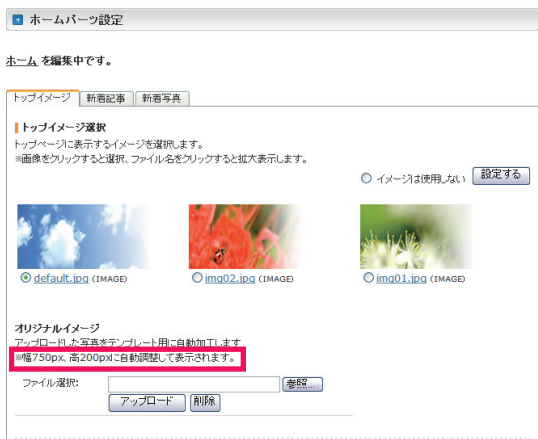 ホームパーツ設定
ホーム を編集中です。
トップイメージ 新着記事 新着写真
トップイメージ選択
トップページに表示するイメージを選択します。
※画像をクリックすると選択、ファイル名をクリックすると拡大表示します。
イメージは使用しない 設定する
default.jpg (IMAGE) img02.jpg (IMAGE) img01.jpg (IMAGE)
オリジナルイメージ
アップロードした写真をテンプレート用に自動加工します
※幅750px、高200pxに自動調整して表示されます。
ファイル選択: 参照...
アップロード 削除